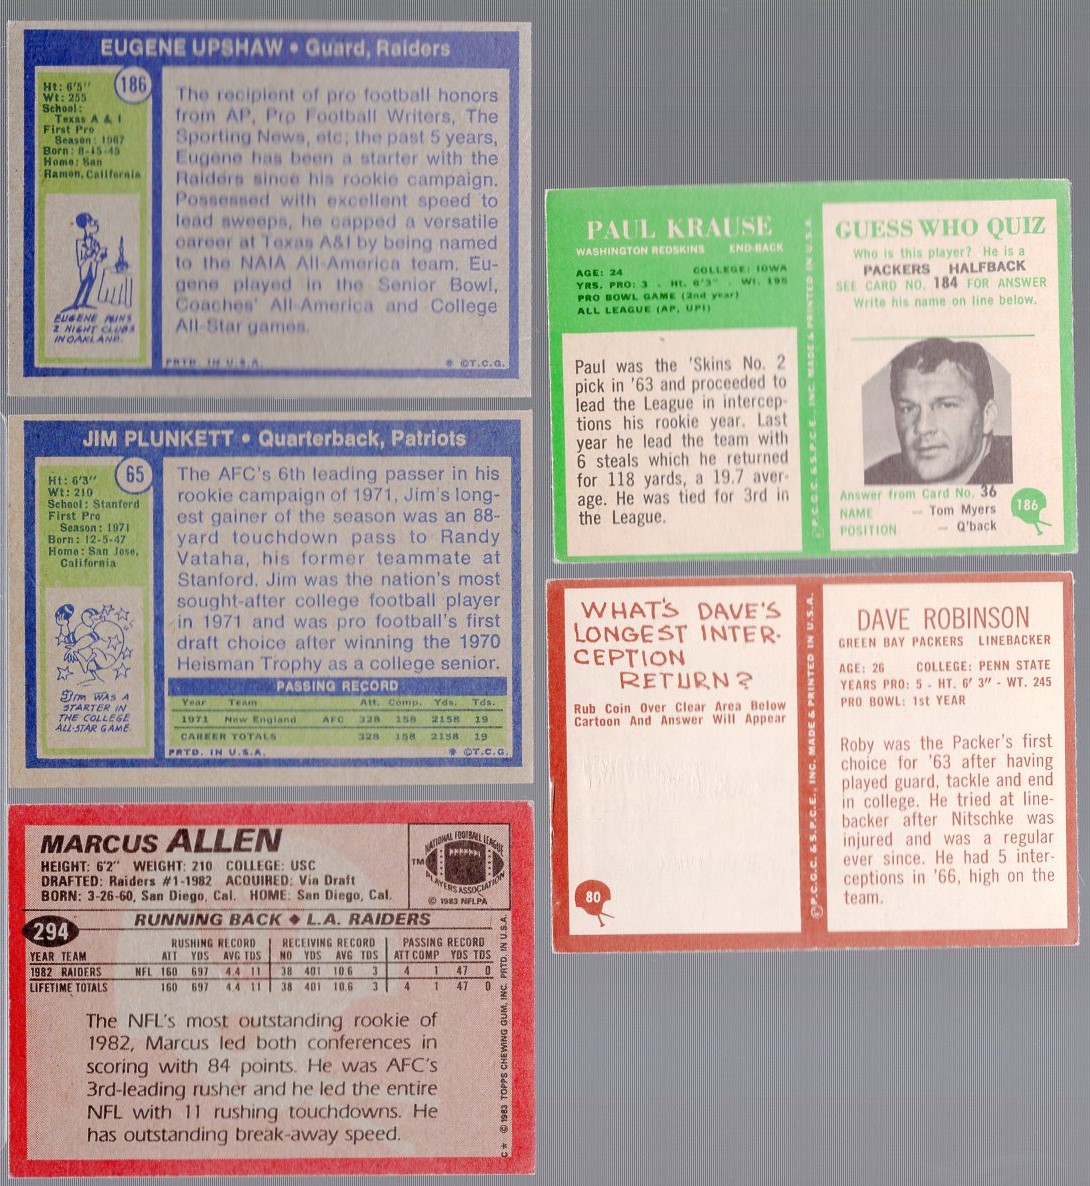 EUGENE UPSHAW • Guard, Raiders
186
Ht: 6'5"
Wt: 255
School:
Texas A & I
First Pro
Season: 1967
Born: 8-15-45
Home: San
Ramon, California
EUGENE RUNS
2 NIGHT CLUBS
IN OAKLAND.
The recipient of pro football honors
from AP, Pro Football Writers, The
Sporting News, etc; the past 5 years,
Eugene has been a starter with the
Raiders since his rookie campaign.
Possessed with excellent speed to
lead sweeps, he capped a versatile
career at Texas A&I by being named
to the NAIA All-America team. Eu-
gene played in the Senior Bowl,
Coaches' All-America and College
All-Star games.
PRTD. IN U.S.A.
* ©T.C.G.
JIM PLUNKETT • Quarterback, Patriots
65
Ht: 6'3"
Wt: 210
School: Stanford
First Pro
Season: 1971
Born: 12-5-47
Home: San Jose,
California
JIM WAS A
STARTER IN
THE COLLEGE
ALL-STAR GAME.
The AFC's 6th leading passer in his
rookie campaign of 1971, Jim's long-
est gainer of the season was an 88-
yard touchdown pass to Randy
Vataha, his former teammate at
Stanford. Jim was the nation's most
sought-after college football player
in 1971 and was pro football's first
draft choice after winning the 1970
Heisman Trophy as a college senior.
PASSING RECORD
Year Team Att. Comp. Yds. Tds.
1971 New England AFC 328 158 2158 19
CAREER TOTALS 328 158 2158 19
PRTD. IN U.S.A.
* ©T.C.G.
MARCUS ALLEN
HEIGHT: 6'2" WEIGHT: 210 COLLEGE: USC
DRAFTED: Raiders #1-1982 ACQUIRED: Via Draft
BORN: 3-26-60, San Diego, Cal. HOME: San Diego, Cal.
NATIONAL FOOTBALL LEAGUE
PLAYERS ASSOCIATION
TM
© 1983 NFLPA
294
RUNNING BACK ◆ L.A. RAIDERS
RUSHING RECORD RECEIVING RECORD PASSING RECORD
YEAR TEAM ATT YDS AVG TDS NO YDS AVG TDS ATT COMP YDS TDS
1982 RAIDERS NFL 160 697 4.4 11 38 401 10.6 3 4 1 47 0
LIFETIME TOTALS 160 697 4.4 11 38 401 10.6 3 4 1 47 0
The NFL's most outstanding rookie of
1982, Marcus led both conferences in
scoring with 84 points. He was AFC's
3rd-leading rusher and he led the entire
NFL with 11 rushing touchdowns. He
has outstanding break-away speed.
C* © 1983 TOPPS CHEWING GUM, INC. PRTD. IN U.S.A.
PAUL KRAUSE
WASHINGTON REDSKINS END-BACK
AGE: 24 COLLEGE: IOWA
YRS. PRO: 3 - Ht. 6'3" - Wt. 195
PRO BOWL GAME (2nd year)
ALL LEAGUE (AP, UPI)
Paul was the 'Skins No. 2
pick in '63 and proceeded to
lead the League in intercep-
tions his rookie year. Last
year he lead the team with
6 steals which he returned
for 118 yards, a 19.7 aver-
age. He was tied for 3rd in
the League.
© P.C.G.C. & S.P.C.E., INC. MADE & PRINTED IN U.S.A.
GUESS WHO QUIZ
Who is this player? He is a
PACKERS HALFBACK
SEE CARD NO. 184 FOR ANSWER
Write his name on line below.
Answer from Card No. 36
NAME — Tom Myers
POSITION — Q'back
186
WHAT'S DAVE'S
LONGEST INTER-
CEPTION
RETURN?
Rub Coin Over Clear Area Below
Cartoon And Answer Will Appear
80
© P.C.G.C. & S.P.C.E., INC. MADE & PRINTED IN U.S.A.
DAVE ROBINSON
GREEN BAY PACKERS LINEBACKER
AGE: 26 COLLEGE: PENN STATE
YEARS PRO: 5 - HT. 6' 3" - WT. 245
PRO BOWL: 1st YEAR
Roby was the Packer's first
choice for '63 after having
played guard, tackle and end
in college. He tried at line-
backer after Nitschke was
injured and was a regular
ever since. He had 5 inter-
ceptions in '66, high on the
team.